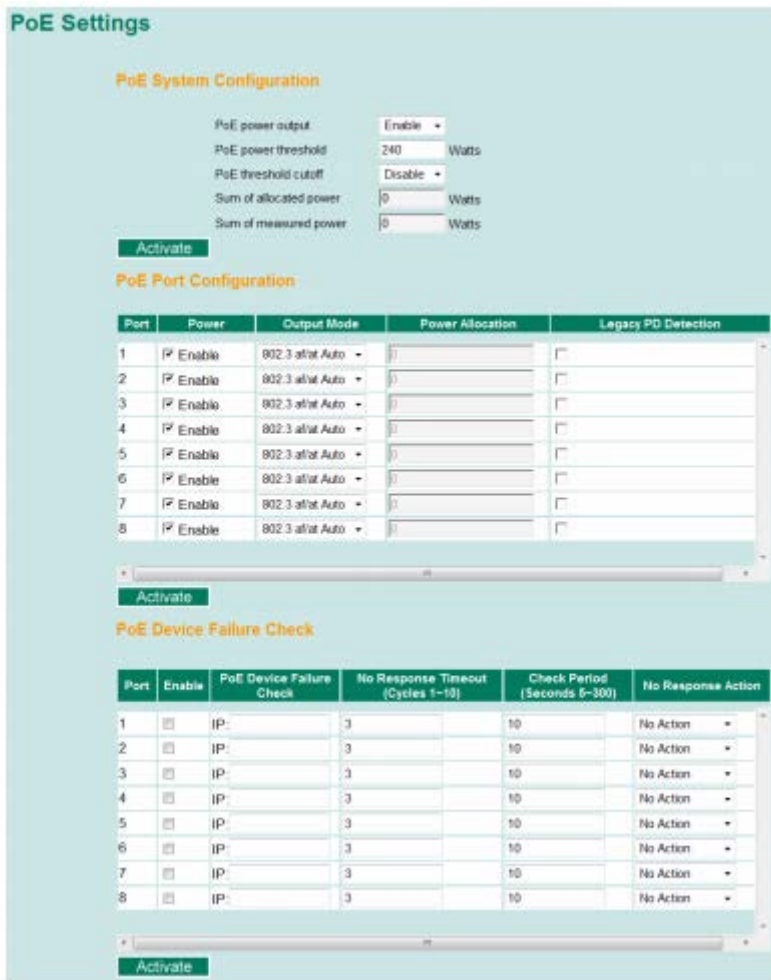 PoE Settings
PoE System Configuration
PoE power output Enable
PoE power threshold 240 Watts
PoE threshold cutoff Disable
Sum of allocated power 0 Watts
Sum of measured power 0 Watts
Activate
PoE Port Configuration
Port Power Output Mode Power Allocation Legacy PD Detection
1 Enable 802.3 af/at Auto 0
2 Enable 802.3 af/at Auto 0
3 Enable 802.3 af/at Auto 0
4 Enable 802.3 af/at Auto 0
5 Enable 802.3 af/at Auto 0
6 Enable 802.3 af/at Auto 0
7 Enable 802.3 af/at Auto 0
8 Enable 802.3 af/at Auto 0
Activate
PoE Device Failure Check
Port Enable PoE Device Failure Check No Response Timeout (Cycles 1~10) Check Period (Seconds 5~300) No Response Action
1 IP: 3 10 No Action
2 IP: 3 10 No Action
3 IP: 3 10 No Action
4 IP: 3 10 No Action
5 IP: 3 10 No Action
6 IP: 3 10 No Action
7 IP: 3 10 No Action
8 IP: 3 10 No Action
Activate